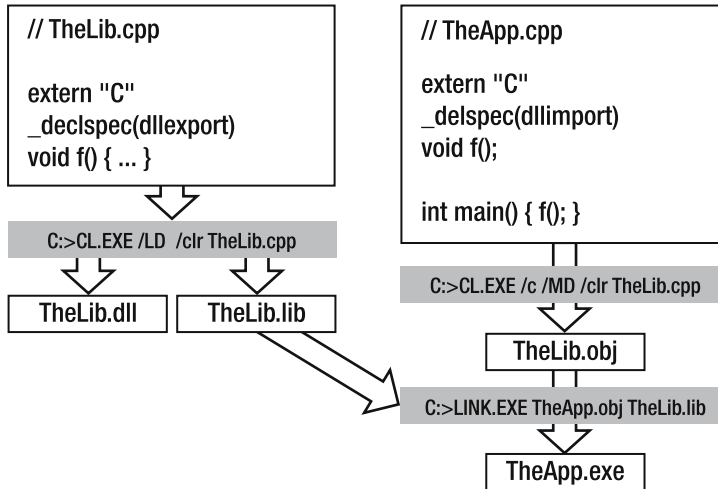 // TheLib.cpp
extern "C"
_declspec(dllexport)
void f() { ... }
C:>CL.EXE /LD /clr TheLib.cpp
TheLib.dll
TheLib.lib
// TheApp.cpp
extern "C"
_delspec(dllimport)
void f();
int main() { f(); }
C:>CL.EXE /c /MD /clr TheLib.cpp
TheLib.obj
C:>LINK.EXE TheApp.obj TheLib.lib
TheApp.exe